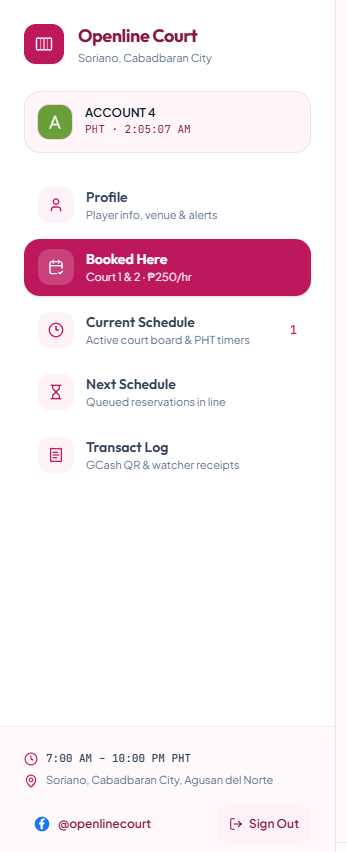 Openline Court
Soriano, Cabadbaran City
A
ACCOUNT 4
PHT · 2:05:07 AM
Profile
Player info, venue & alerts
Booked Here
Court 1 & 2 · ₱250/hr
Current Schedule
Active court board & PHT timers
1
Next Schedule
Queued reservations in line
Transact Log
GCash QR & watcher receipts
7:00 AM – 10:00 PM PHT
Soriano, Cabadbaran City, Agusan del Norte
@openlinecourt
Sign Out